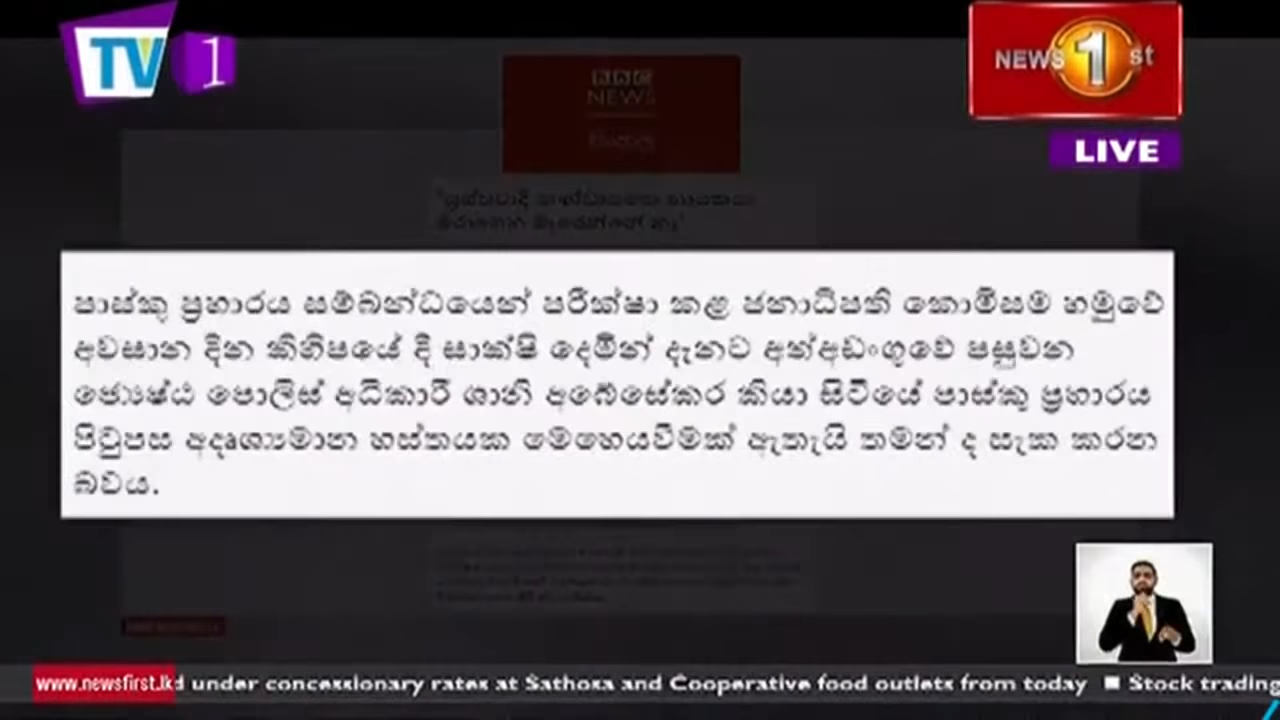 TV 1
NEWS 1st
LIVE
BBC
NEWS
පාස්කු ප්‍රහාරය සම්බන්ධයෙන් පරීක්ෂා කළ ජනාධිපති කොමිසම හමුවේ
අවසාන දින කිහිපයේ දී සාක්ෂි දෙමින් දැනට අත්අඩංගුවේ පසුවන
ජ්‍යෙෂ්ඨ පොලිස් අධිකාරී ශානි අබේසේකර කියා සිටියේ පාස්කු ප්‍රහාරය
පිටුපස අදෘශ්‍යමාන හස්තයක මෙහෙයවීමක් ඇතැයි තමන් ද සැක කරන
බවය.
www.newsfirst.lk d under concessionary rates at Sathosa and Cooperative food outlets from today ■ Stock trading